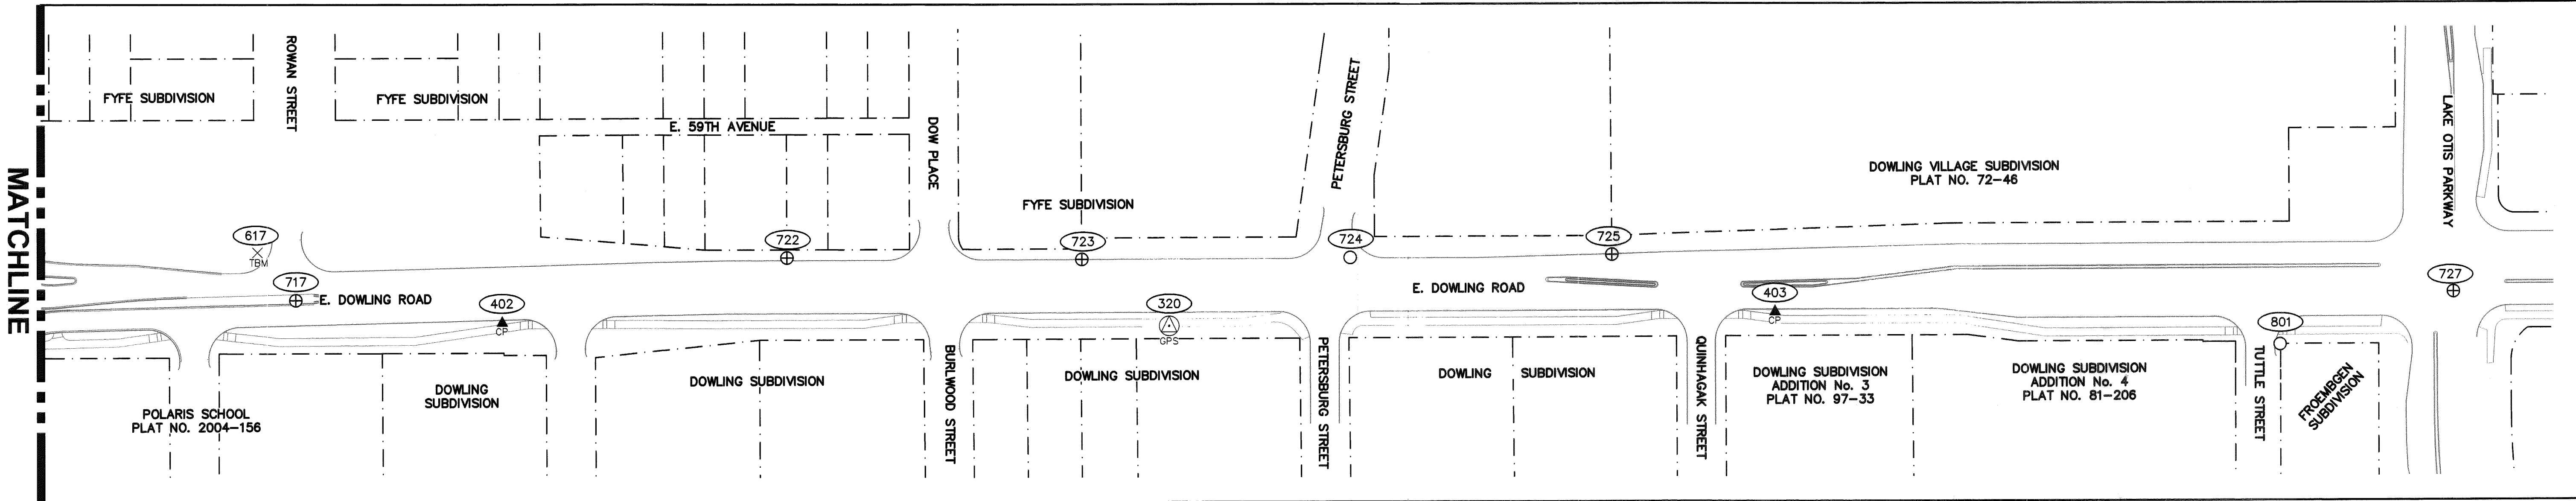 MATCHLINE
ROWAN STREET
FYFE SUBDIVISION
FYFE SUBDIVISION
E. 59TH AVENUE
DOW PLACE
FYFE SUBDIVISION
PETERSBURG STREET
DOWLING VILLAGE SUBDIVISION
PLAT NO. 72-46
LAKE OTIS PARKWAY
617
TBM
717
E. DOWLING ROAD
402
CP
722
723
320
GPS
724
E. DOWLING ROAD
725
403
CP
727
801
POLARIS SCHOOL
PLAT NO. 2004-156
DOWLING
SUBDIVISION
DOWLING SUBDIVISION
BURLWOOD STREET
DOWLING SUBDIVISION
PETERSBURG STREET
DOWLING SUBDIVISION
QUINHAGAK STREET
DOWLING SUBDIVISION
ADDITION No. 3
PLAT NO. 97-33
DOWLING SUBDIVISION
ADDITION No. 4
PLAT NO. 81-206
TUTTLE STREET
FROEMBGEN
SUBDIVISION